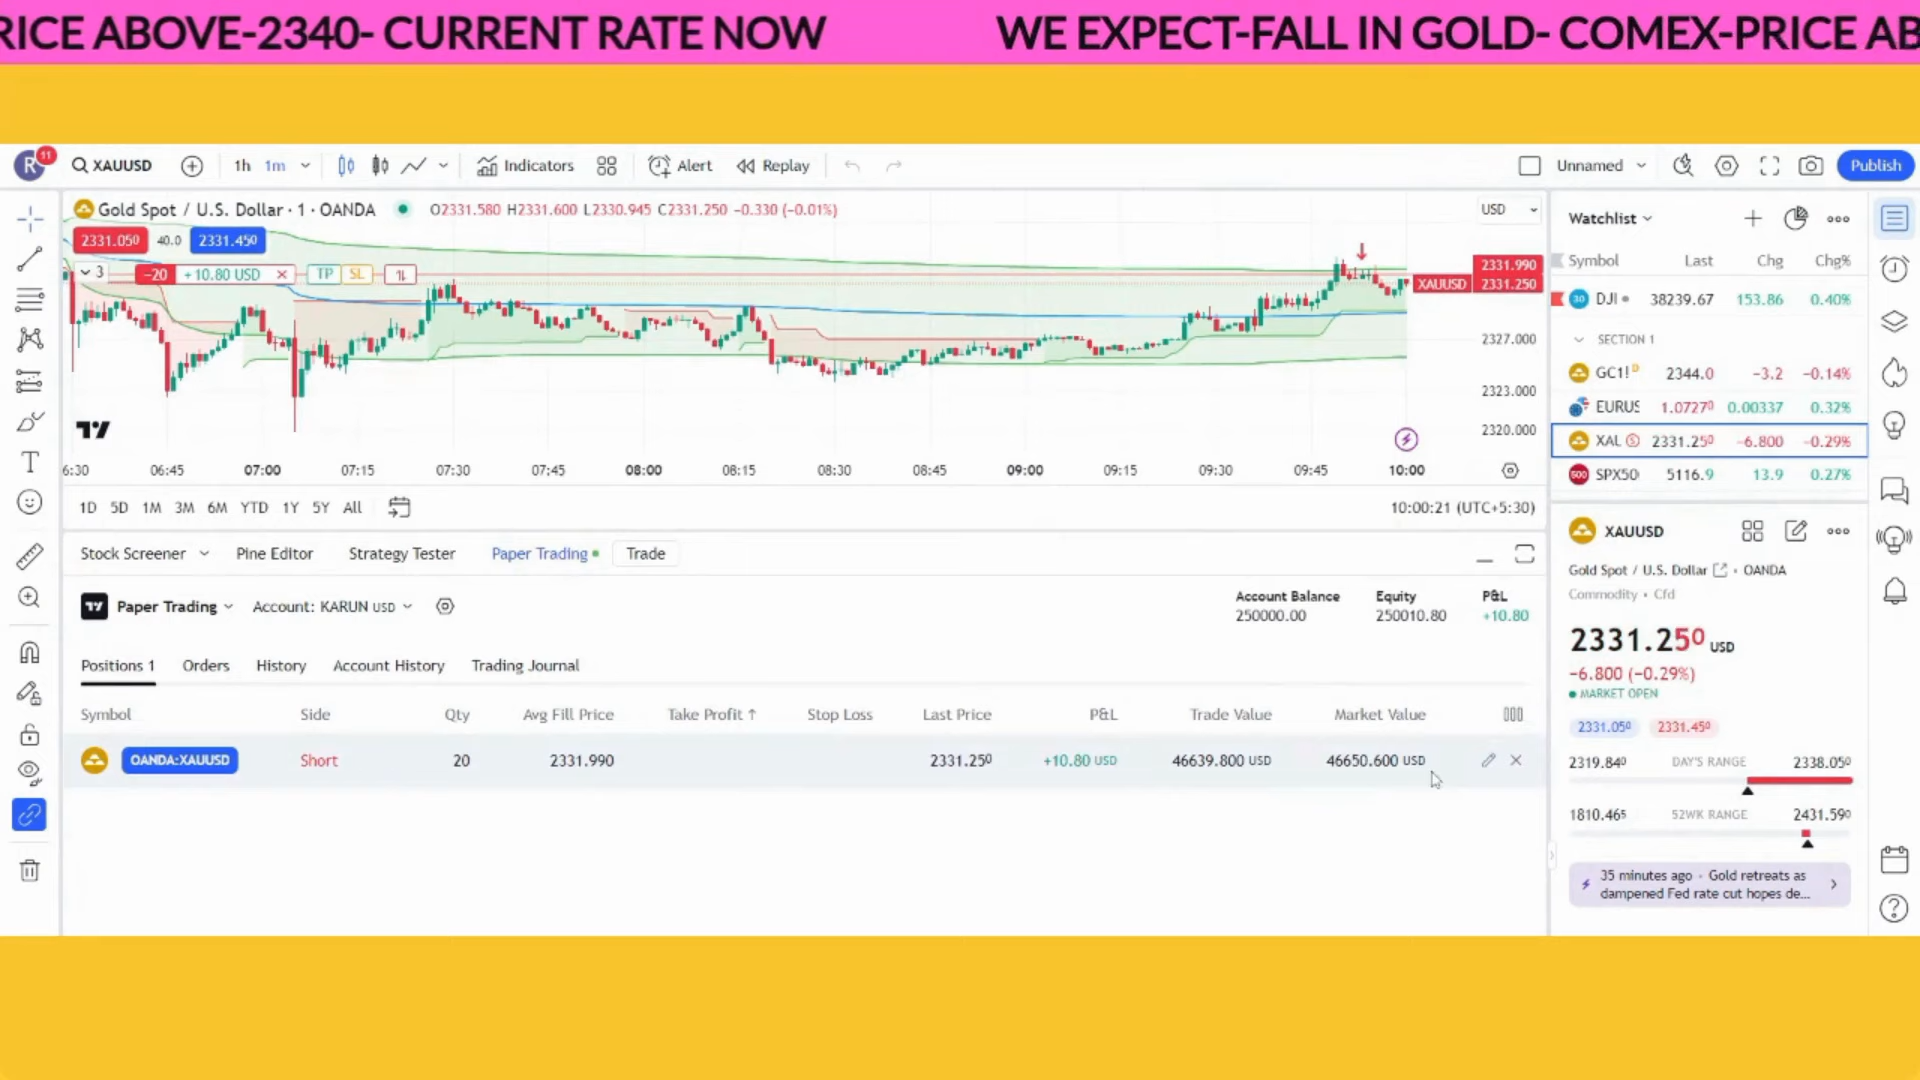 RICE ABOVE-2340- CURRENT RATE NOW WE EXPECT-FALL IN GOLD- COMEX-PRICE AB
R 11 XAUUSD 1h 1m Indicators Alert Replay Unnamed Publish
Gold Spot / U.S. Dollar · 1 · OANDA O2331.580 H2331.600 L2330.945 C2331.250 −0.330 (−0.01%) USD
2331.050 40.0 2331.450
3 −20 +10.80 USD TP SL
2331.990
XAUUSD 2331.250
2327.000
2323.000
2320.000
6:30 06:45 07:00 07:15 07:30 07:45 08:00 08:15 08:30 08:45 09:00 09:15 09:30 09:45 10:00
1D 5D 1M 3M 6M YTD 1Y 5Y All 10:00:21 (UTC+5:30)
Stock Screener Pine Editor Strategy Tester Paper Trading Trade
Paper Trading Account: KARUN USD
Account Balance Equity P&L
250000.00 250010.80 +10.80
Positions 1 Orders History Account History Trading Journal
Symbol Side Qty Avg Fill Price Take Profit ↑ Stop Loss Last Price P&L Trade Value Market Value
OANDA:XAUUSD Short 20 2331.990 2331.250 +10.80 USD 46639.800 USD 46650.600 USD
Watchlist
Symbol Last Chg Chg%
30 DJI 38239.67 153.86 0.40%
SECTION 1
GC1! D 2344.0 −3.2 −0.14%
EURUS 1.07270 0.00337 0.32%
XAU 2331.250 −6.800 −0.29%
500 SPX50 5116.9 13.9 0.27%
XAUUSD
Gold Spot / U.S. Dollar · OANDA
Commodity · Cfd
2331.250 USD
−6.800 (−0.29%)
MARKET OPEN
2331.050 2331.450
2319.840 DAY'S RANGE 2338.050
1810.465 52WK RANGE 2431.590
35 minutes ago · Gold retreats as
dampened Fed rate cut hopes de...